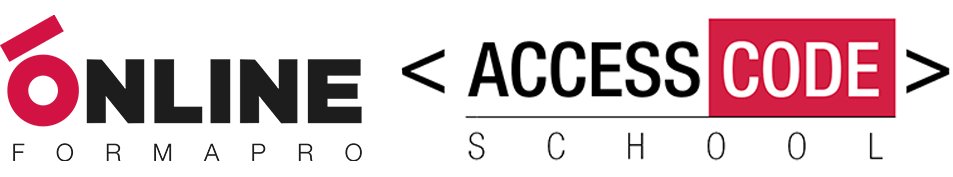 ONLINE
FORMAPRO
< ACCESS CODE >
SCHOOL